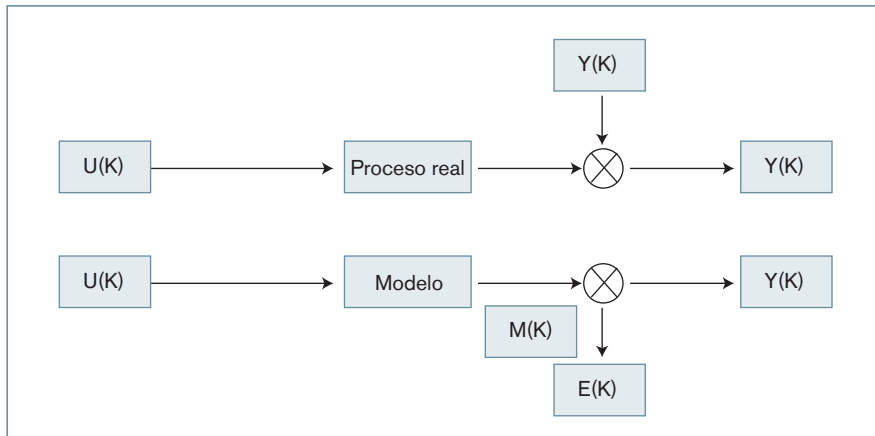 Y(K)
U(K)
Proceso real
Y(K)
U(K)
Modelo
Y(K)
M(K)
E(K)